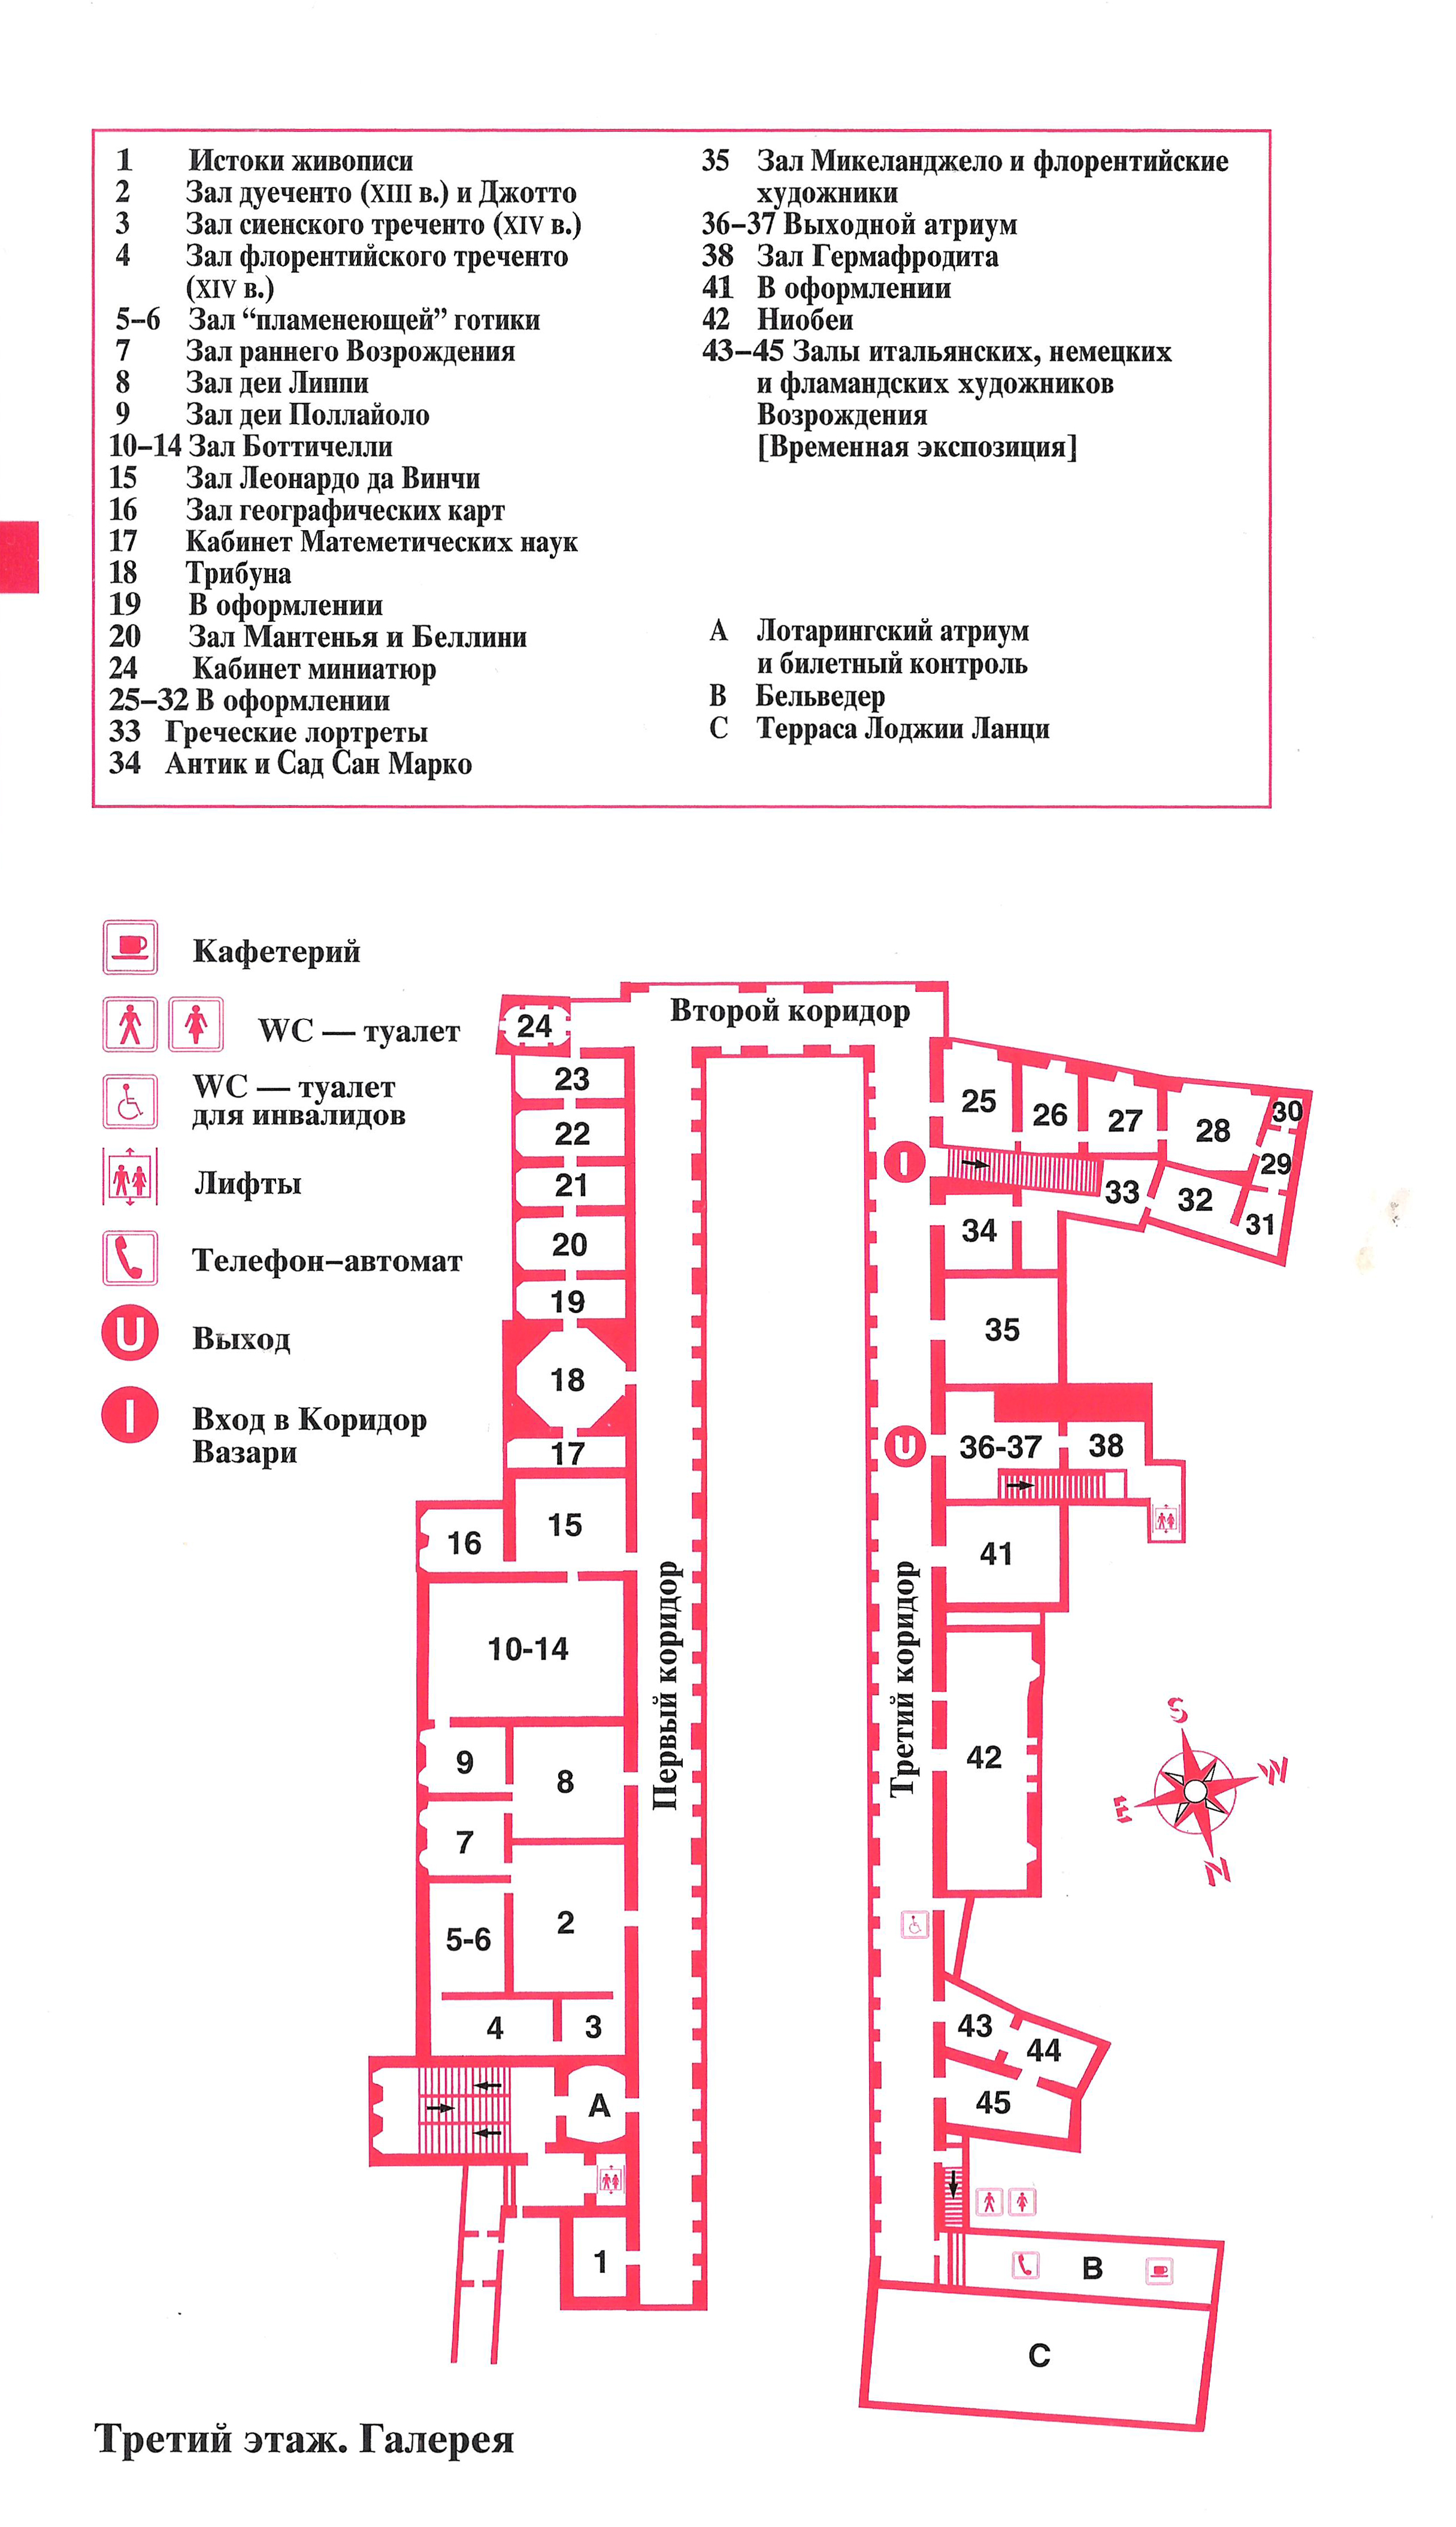 1 Истоки живописи
2 Зал дученто (XIII в.) и Джотто
3 Зал сиенского треченто (XIV в.)
4 Зал флорентийского треченто
(XIV в.)
5–6 Зал “пламенеющей” готики
7 Зал раннего Возрождения
8 Зал деи Липпи
9 Зал деи Поллайоло
10–14 Зал Боттичелли
15 Зал Леонардо да Винчи
16 Зал географических карт
17 Кабинет Матеметических наук
18 Трибуна
19 В оформлении
20 Зал Мантенья и Беллини
24 Кабинет миниатюр
25–32 В оформлении
33 Греческие лортреты
34 Антик и Сад Сан Марко
35 Зал Микеланджело и флорентийские
художники
36–37 Выходной атриум
38 Зал Гермафродита
41 В оформлении
42 Ниобеи
43–45 Залы итальянских, немецких
и фламандских художников
Возрождения
[Временная экспозиция]
A Лотарингский атриум
и билетный контроль
B Бельведер
C Терраса Лоджии Ланци
Кафетерий
WC — туалет
WC — туалет
для инвалидов
Лифты
Телефон–автомат
U Выход
I Вход в Коридор
Вазари
Второй коридор
24
23
22
21
20
19
18
17
15
16
10-14
9
8
7
2
5-6
4
3
A
1
Первый коридор
Третий коридор
25
26
27
28
30
29
31
32
33
I
34
35
U
36-37
38
41
42
43
44
45
B
C
S
W
E
N
Третий этаж. Галерея